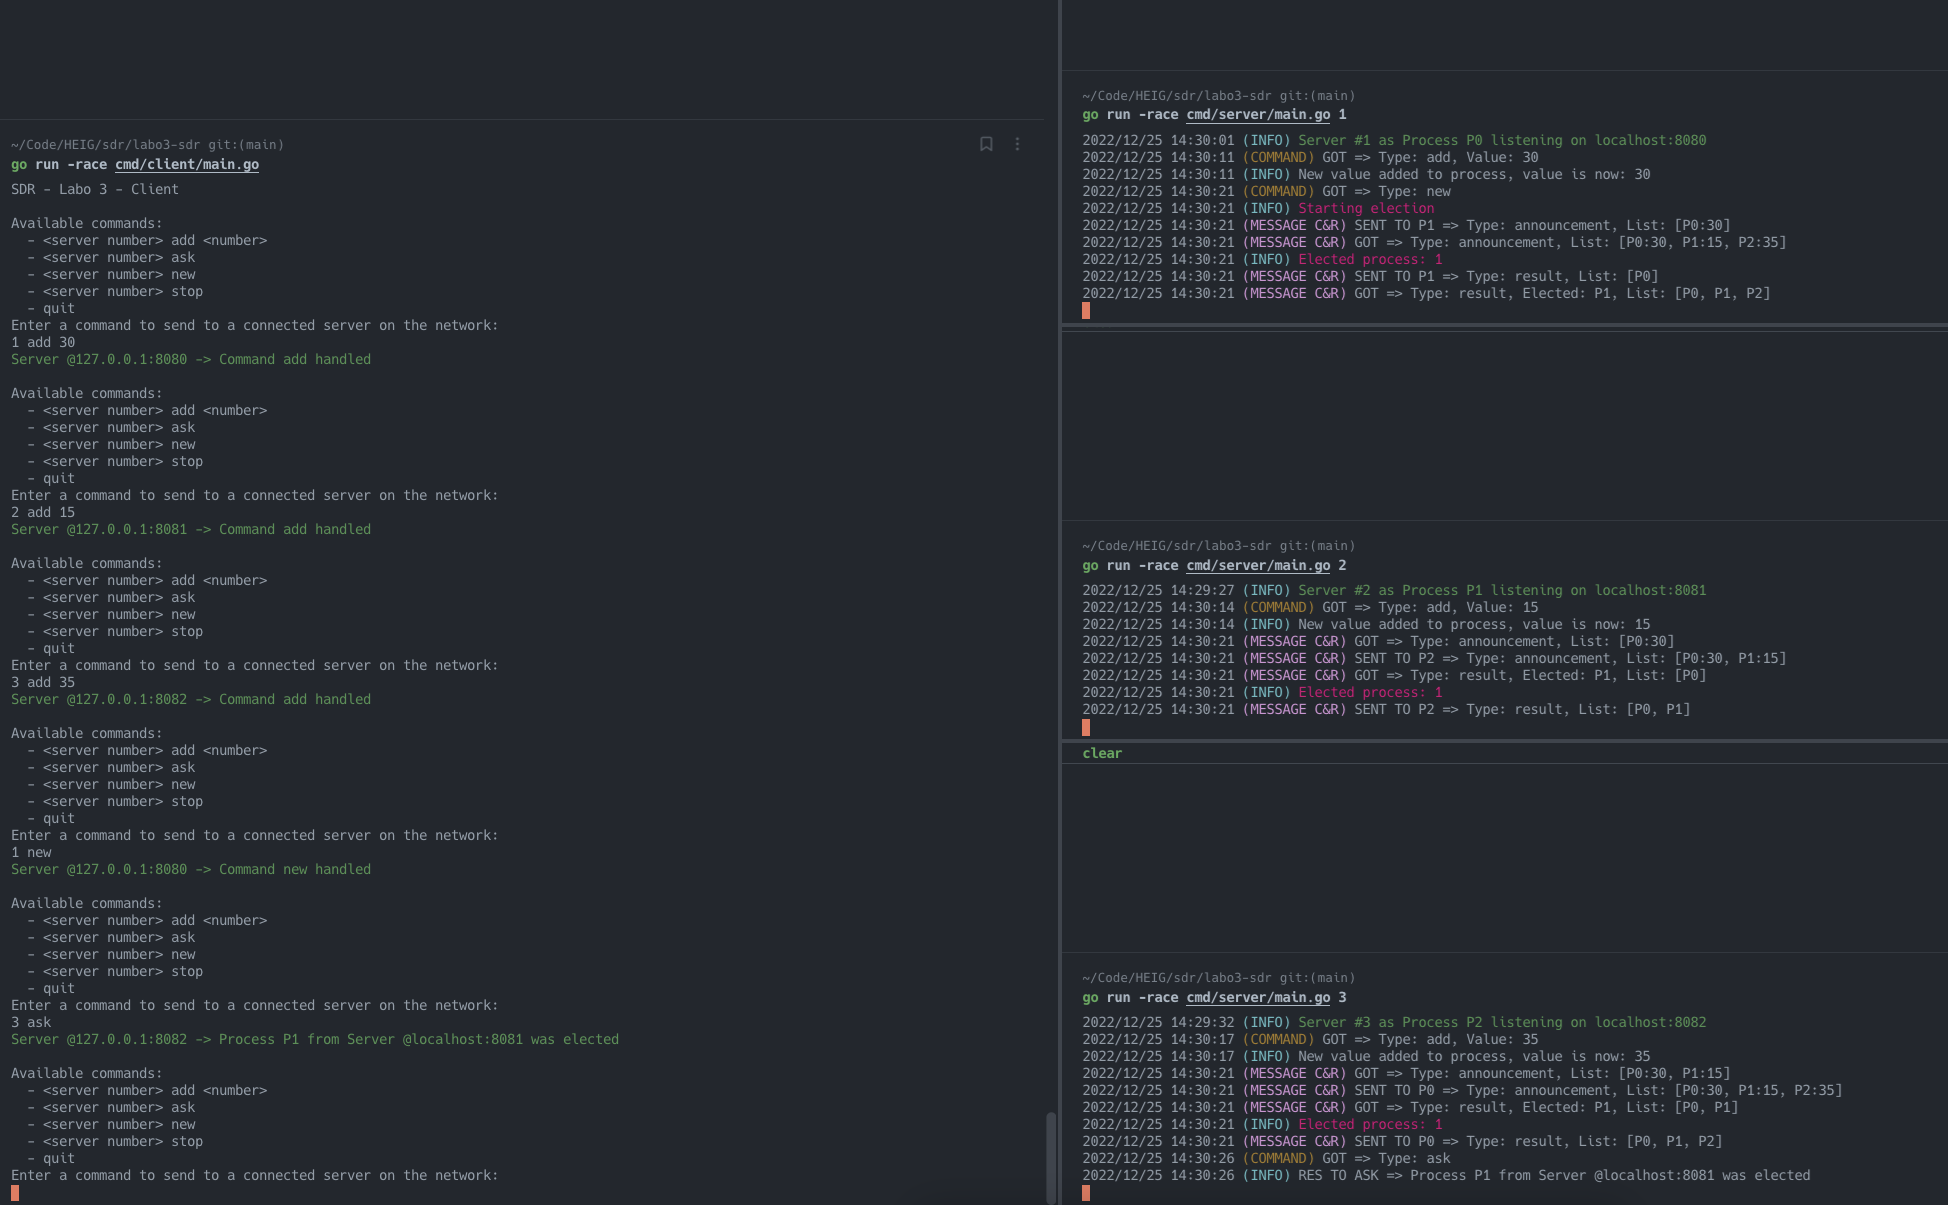 ~/Code/HEIG/sdr/labo3-sdr git:(main)
go run -race cmd/client/main.go
SDR - Labo 3 - Client

Available commands:
  - <server number> add <number>
  - <server number> ask
  - <server number> new
  - <server number> stop
  - quit
Enter a command to send to a connected server on the network:
1 add 30
Server @127.0.0.1:8080 -> Command add handled

Available commands:
  - <server number> add <number>
  - <server number> ask
  - <server number> new
  - <server number> stop
  - quit
Enter a command to send to a connected server on the network:
2 add 15
Server @127.0.0.1:8081 -> Command add handled

Available commands:
  - <server number> add <number>
  - <server number> ask
  - <server number> new
  - <server number> stop
  - quit
Enter a command to send to a connected server on the network:
3 add 35
Server @127.0.0.1:8082 -> Command add handled

Available commands:
  - <server number> add <number>
  - <server number> ask
  - <server number> new
  - <server number> stop
  - quit
Enter a command to send to a connected server on the network:
1 new
Server @127.0.0.1:8080 -> Command new handled

Available commands:
  - <server number> add <number>
  - <server number> ask
  - <server number> new
  - <server number> stop
  - quit
Enter a command to send to a connected server on the network:
3 ask
Server @127.0.0.1:8082 -> Process P1 from Server @localhost:8081 was elected

Available commands:
  - <server number> add <number>
  - <server number> ask
  - <server number> new
  - <server number> stop
  - quit
Enter a command to send to a connected server on the network:
~/Code/HEIG/sdr/labo3-sdr git:(main)
go run -race cmd/server/main.go 1
2022/12/25 14:30:01 (INFO) Server #1 as Process P0 listening on localhost:8080
2022/12/25 14:30:11 (COMMAND) GOT => Type: add, Value: 30
2022/12/25 14:30:11 (INFO) New value added to process, value is now: 30
2022/12/25 14:30:21 (COMMAND) GOT => Type: new
2022/12/25 14:30:21 (INFO) Starting election
2022/12/25 14:30:21 (MESSAGE C&R) SENT TO P1 => Type: announcement, List: [P0:30]
2022/12/25 14:30:21 (MESSAGE C&R) GOT => Type: announcement, List: [P0:30, P1:15, P2:35]
2022/12/25 14:30:21 (INFO) Elected process: 1
2022/12/25 14:30:21 (MESSAGE C&R) SENT TO P1 => Type: result, List: [P0]
2022/12/25 14:30:21 (MESSAGE C&R) GOT => Type: result, Elected: P1, List: [P0, P1, P2]
~/Code/HEIG/sdr/labo3-sdr git:(main)
go run -race cmd/server/main.go 2
2022/12/25 14:29:27 (INFO) Server #2 as Process P1 listening on localhost:8081
2022/12/25 14:30:14 (COMMAND) GOT => Type: add, Value: 15
2022/12/25 14:30:14 (INFO) New value added to process, value is now: 15
2022/12/25 14:30:21 (MESSAGE C&R) GOT => Type: announcement, List: [P0:30]
2022/12/25 14:30:21 (MESSAGE C&R) SENT TO P2 => Type: announcement, List: [P0:30, P1:15]
2022/12/25 14:30:21 (MESSAGE C&R) GOT => Type: result, Elected: P1, List: [P0]
2022/12/25 14:30:21 (INFO) Elected process: 1
2022/12/25 14:30:21 (MESSAGE C&R) SENT TO P2 => Type: result, List: [P0, P1]
clear
~/Code/HEIG/sdr/labo3-sdr git:(main)
go run -race cmd/server/main.go 3
2022/12/25 14:29:32 (INFO) Server #3 as Process P2 listening on localhost:8082
2022/12/25 14:30:17 (COMMAND) GOT => Type: add, Value: 35
2022/12/25 14:30:17 (INFO) New value added to process, value is now: 35
2022/12/25 14:30:21 (MESSAGE C&R) GOT => Type: announcement, List: [P0:30, P1:15]
2022/12/25 14:30:21 (MESSAGE C&R) SENT TO P0 => Type: announcement, List: [P0:30, P1:15, P2:35]
2022/12/25 14:30:21 (MESSAGE C&R) GOT => Type: result, Elected: P1, List: [P0, P1]
2022/12/25 14:30:21 (INFO) Elected process: 1
2022/12/25 14:30:21 (MESSAGE C&R) SENT TO P0 => Type: result, List: [P0, P1, P2]
2022/12/25 14:30:26 (COMMAND) GOT => Type: ask
2022/12/25 14:30:26 (INFO) RES TO ASK => Process P1 from Server @localhost:8081 was elected